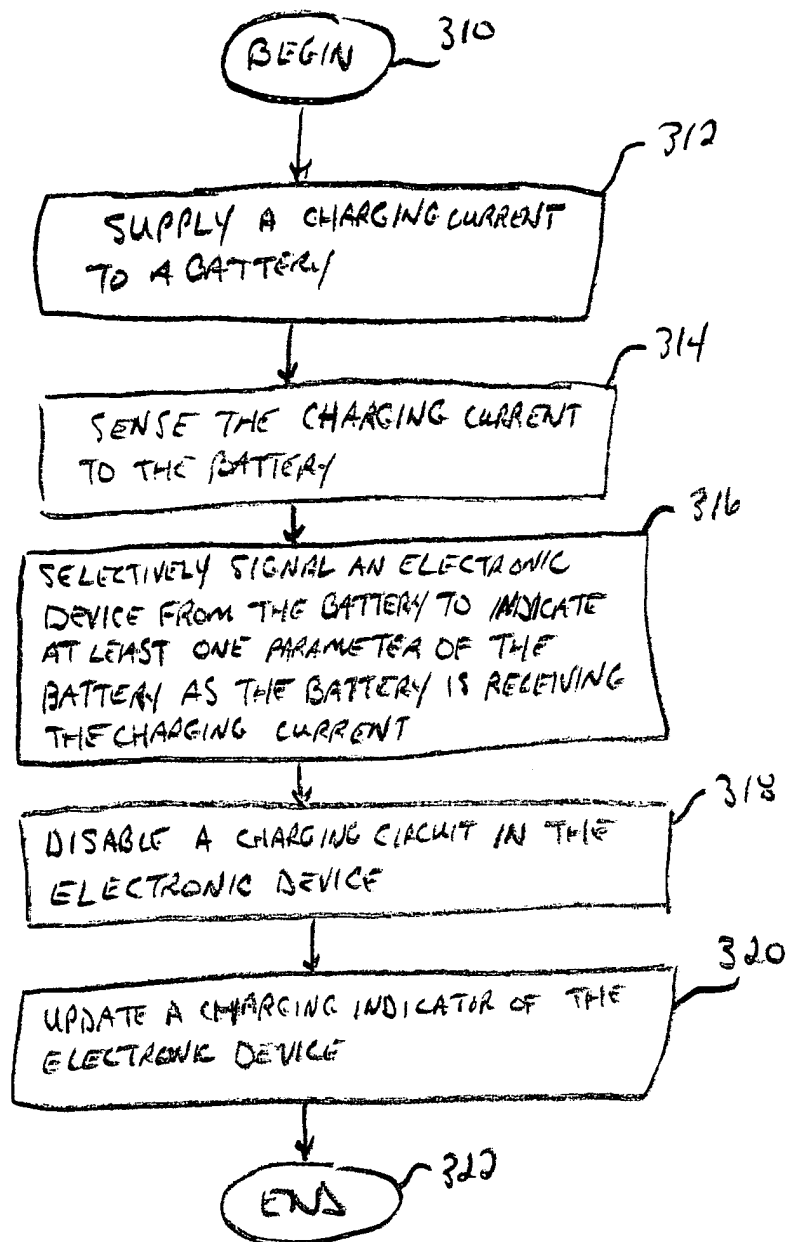 BEGIN
310
312
SUPPLY A CHARGING CURRENT
TO A BATTERY
314
SENSE THE CHARGING CURRENT
TO THE BATTERY
316
SELECTIVELY SIGNAL AN ELECTRONIC
DEVICE FROM THE BATTERY TO INDICATE
AT LEAST ONE PARAMETER OF THE
BATTERY AS THE BATTERY IS RECEIVING
THE CHARGING CURRENT
318
DISABLE A CHARGING CIRCUIT IN THE
ELECTRONIC DEVICE
320
UPDATE A CHARGING INDICATOR OF THE
ELECTRONIC DEVICE
322
END